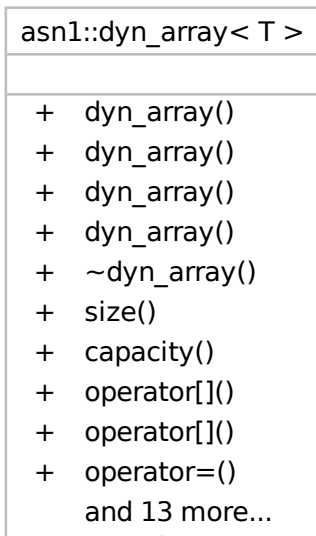 asn1::dyn_array< T >
+ dyn_array()
+ dyn_array()
+ dyn_array()
+ dyn_array()
+ ~dyn_array()
+ size()
+ capacity()
+ operator[]()
+ operator[]()
+ operator=()
and 13 more...